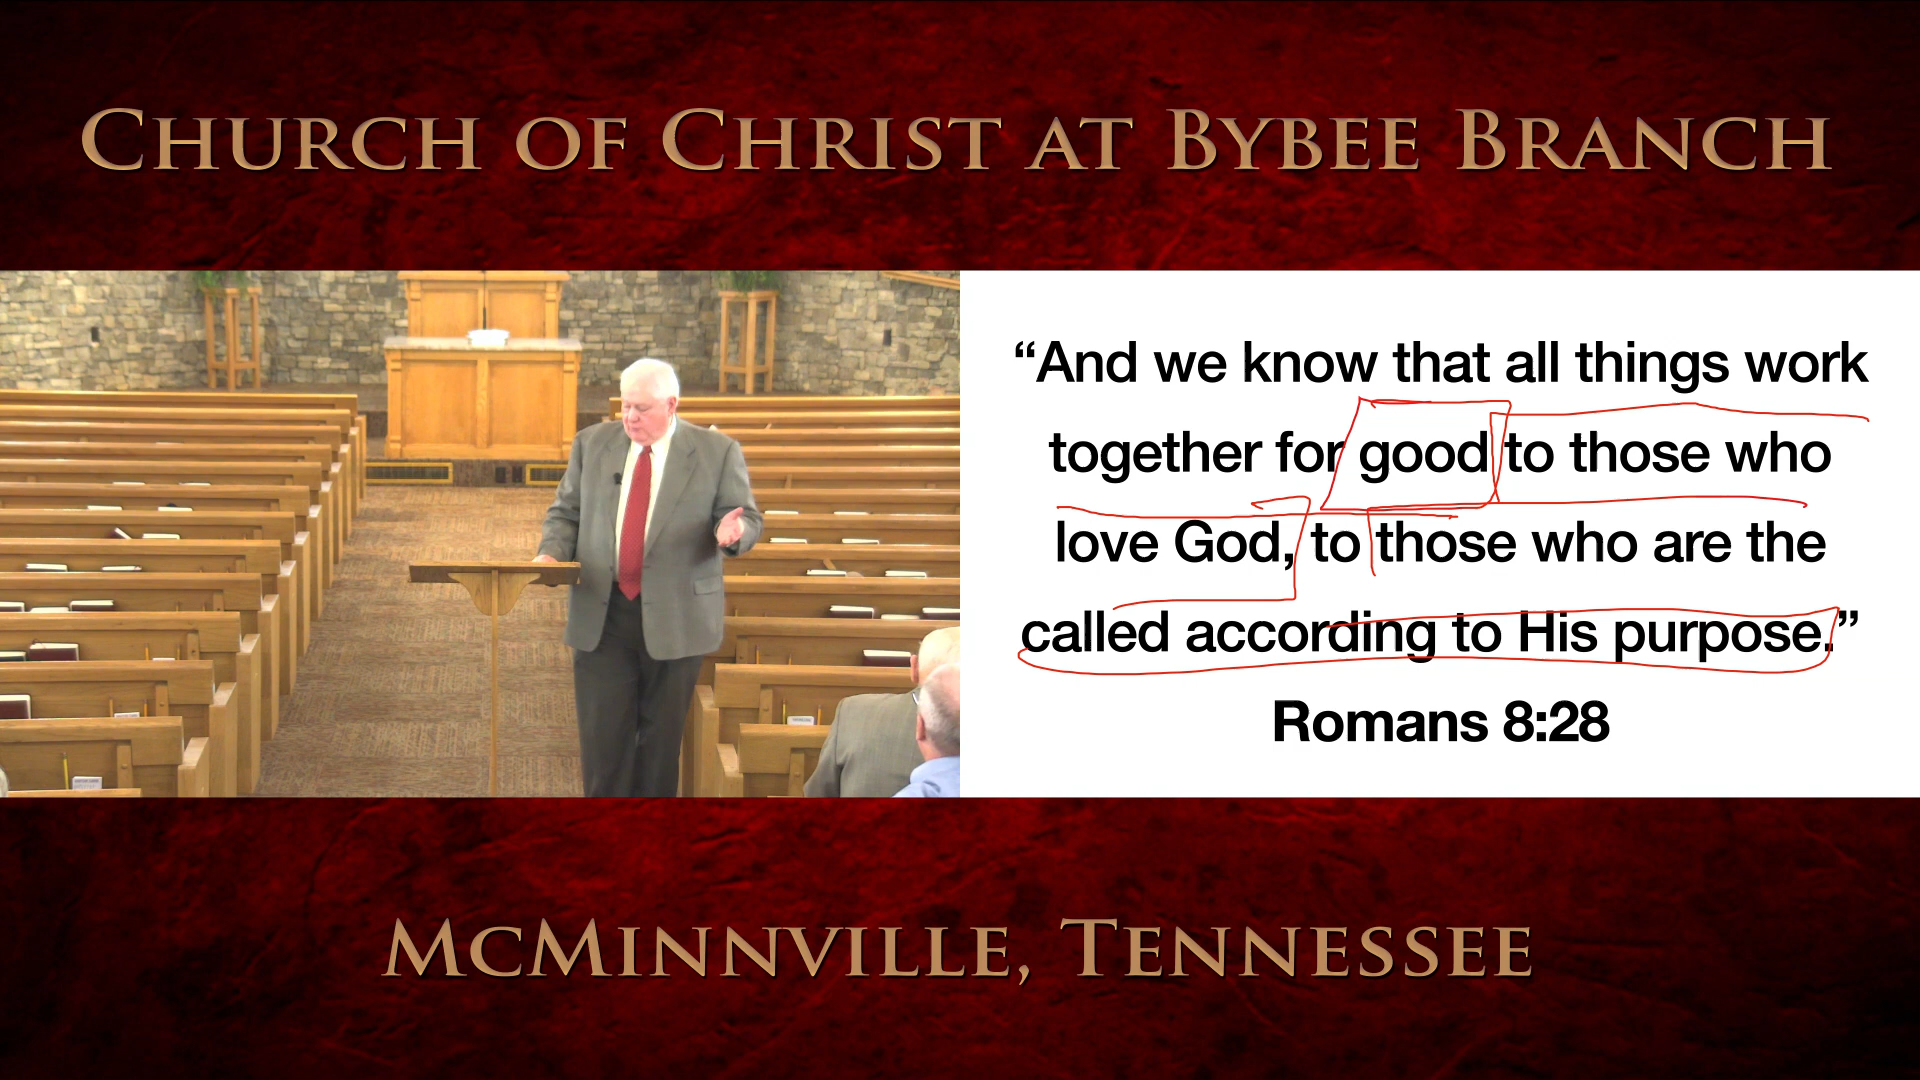 CHURCH OF CHRIST AT BYBEE BRANCH
“And we know that all things work
together for good to those who
love God, to those who are the
called according to His purpose.”
Romans 8:28
MCMINNVILLE, TENNESSEE